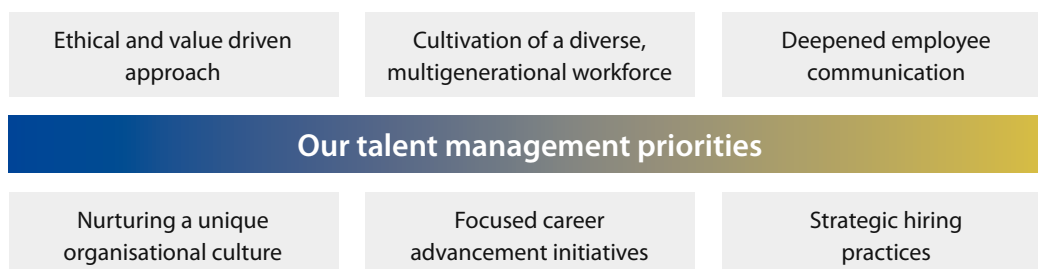 Ethical and value driven
approach
Cultivation of a diverse,
multigenerational workforce
Deepened employee
communication
Our talent management priorities
Nurturing a unique
organisational culture
Focused career
advancement initiatives
Strategic hiring
practices